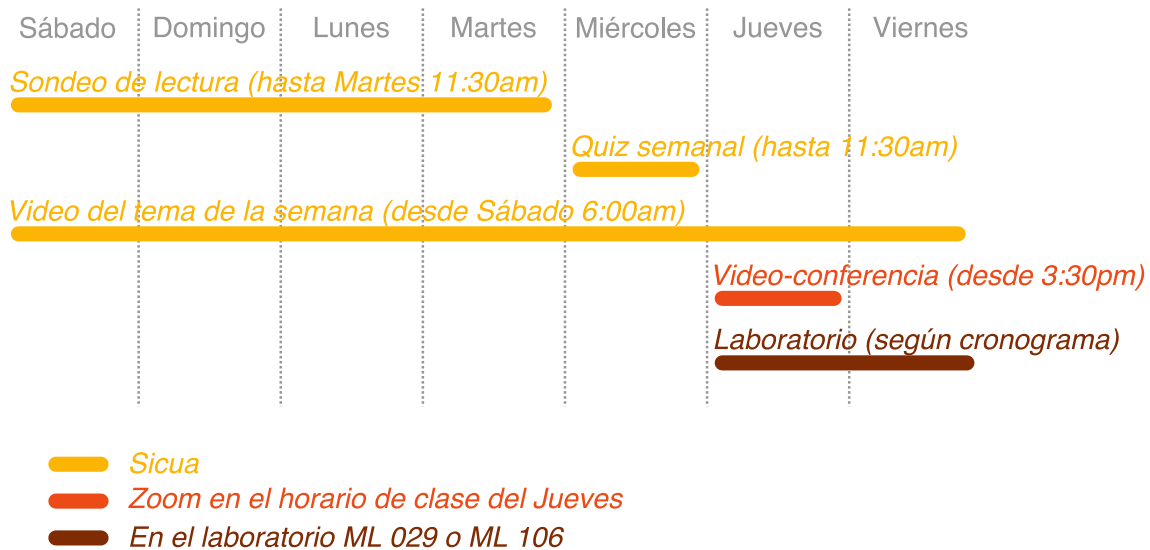 Sábado Domingo Lunes Martes Miércoles Jueves Viernes
Sondeo de lectura (hasta Martes 11:30am)
Quiz semanal (hasta 11:30am)
Video del tema de la semana (desde Sábado 6:00am)
Video-conferencia (desde 3:30pm)
Laboratorio (según cronograma)
Sicua
Zoom en el horario de clase del Jueves
En el laboratorio ML 029 o ML 106